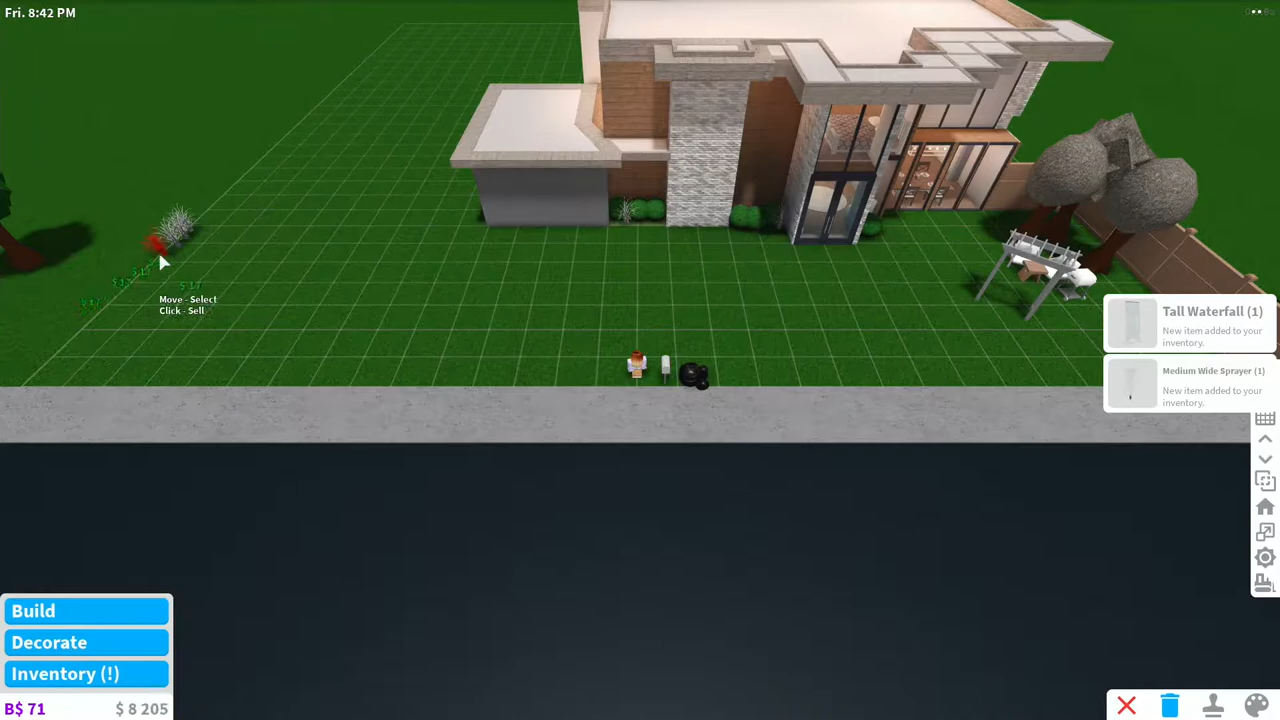 Fri. 8:42 PM
Move - Select
Click - Sell
Tall Waterfall (1)
New item added to your
inventory.
Medium Wide Sprayer (1)
New item added to your
inventory.
Build
Decorate
Inventory (!)
B$ 71
$ 8 205